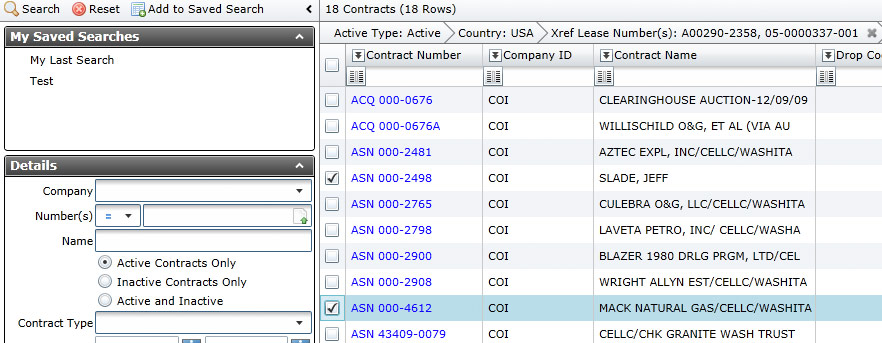 Search Reset Add to Saved Search
My Saved Searches
My Last Search
Test
Details
Company
Number(s) =
Name
Active Contracts Only
Inactive Contracts Only
Active and Inactive
Contract Type
18 Contracts (18 Rows)
Active Type: Active Country: USA Xref Lease Number(s): A00290-2358, 05-0000337-001
Contract Number Company ID Contract Name Drop Co
ACQ 000-0676 COI CLEARINGHOUSE AUCTION-12/09/09
ACQ 000-0676A COI WILLISCHILD O&G, ET AL (VIA AU
ASN 000-2481 COI AZTEC EXPL, INC/CELLC/WASHITA
ASN 000-2498 COI SLADE, JEFF
ASN 000-2765 COI CULEBRA O&G, LLC/CELLC/WASHITA
ASN 000-2798 COI LAVETA PETRO, INC/ CELLC/WASHA
ASN 000-2900 COI BLAZER 1980 DRLG PRGM, LTD/CEL
ASN 000-2908 COI WRIGHT ALLYN EST/CELLC/WASHITA
ASN 000-4612 COI MACK NATURAL GAS/CELLC/WASHITA
ASN 43409-0079 COI CELLC/CHK GRANITE WASH TRUST